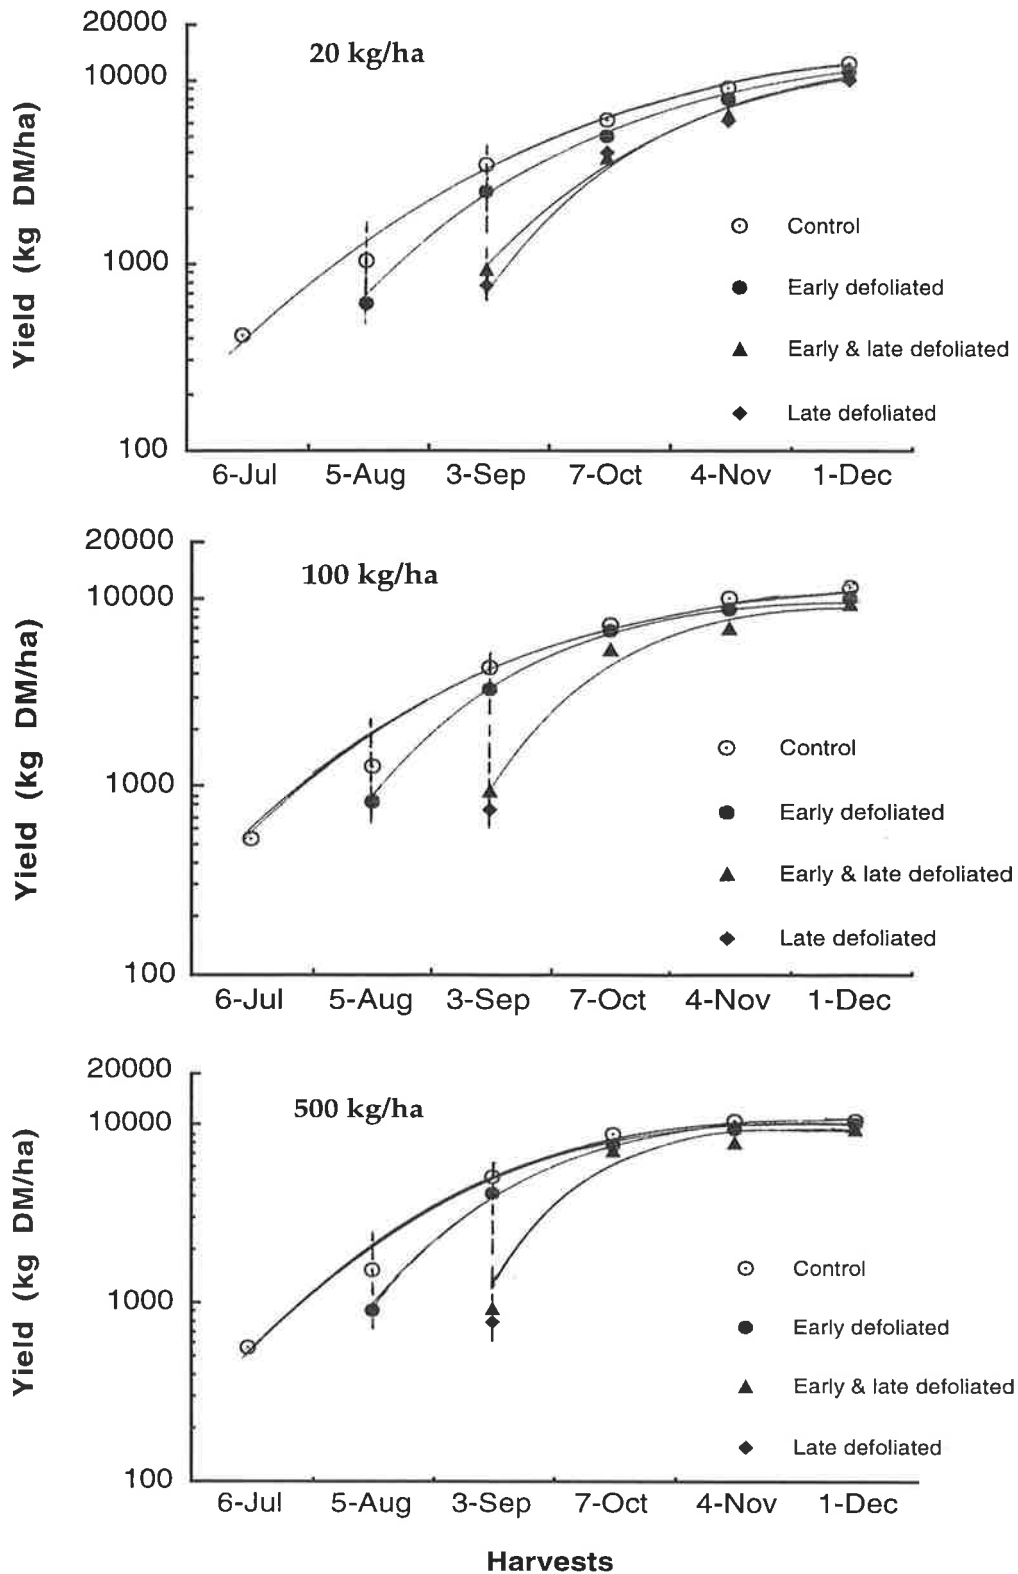 20000
20 kg/ha
10000
1000
100
Yield (kg DM/ha)
Control
Early defoliated
Early & late defoliated
Late defoliated
6-Jul 5-Aug 3-Sep 7-Oct 4-Nov 1-Dec
20000
100 kg/ha
10000
1000
100
Yield (kg DM/ha)
Control
Early defoliated
Early & late defoliated
Late defoliated
6-Jul 5-Aug 3-Sep 7-Oct 4-Nov 1-Dec
20000
500 kg/ha
10000
1000
100
Yield (kg DM/ha)
Control
Early defoliated
Early & late defoliated
Late defoliated
6-Jul 5-Aug 3-Sep 7-Oct 4-Nov 1-Dec
Harvests